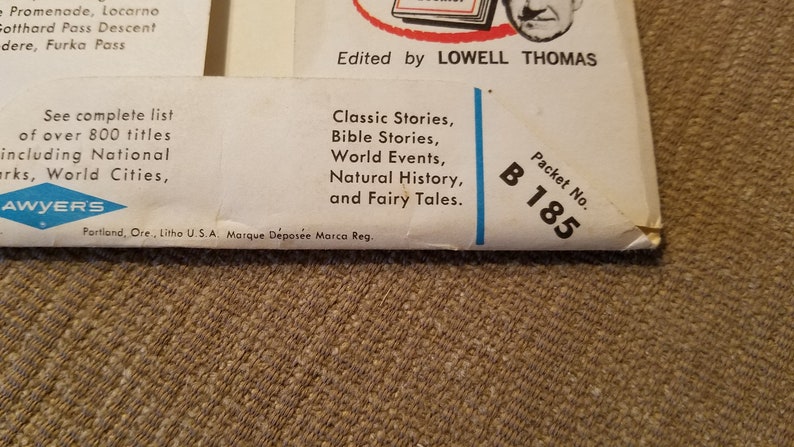 e Promenade, Locarno
Gotthard Pass Descent
dere, Furka Pass
Edited by LOWELL THOMAS
See complete list
of over 800 titles
including National
rks, World Cities,
AWYER'S
Classic Stories,
Bible Stories,
World Events,
Natural History,
and Fairy Tales.
Packet No.
B 185
Portland, Ore., Litho U.S.A. Marque Déposée Marca Reg.